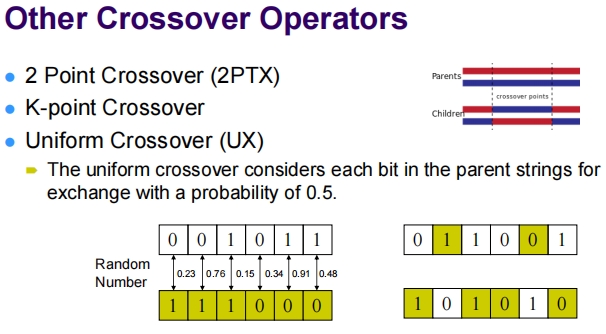 Other Crossover Operators
2 Point Crossover (2PTX)
K-point Crossover
Uniform Crossover (UX)
The uniform crossover considers each bit in the parent strings for
exchange with a probability of 0.5.
Parents
crossover points
Children
0 0 1 0 1 1
Random
Number
0.23 0.76 0.15 0.34 0.91 0.48
1 1 1 0 0 0
0 1 1 0 0 1
1 0 1 0 1 0